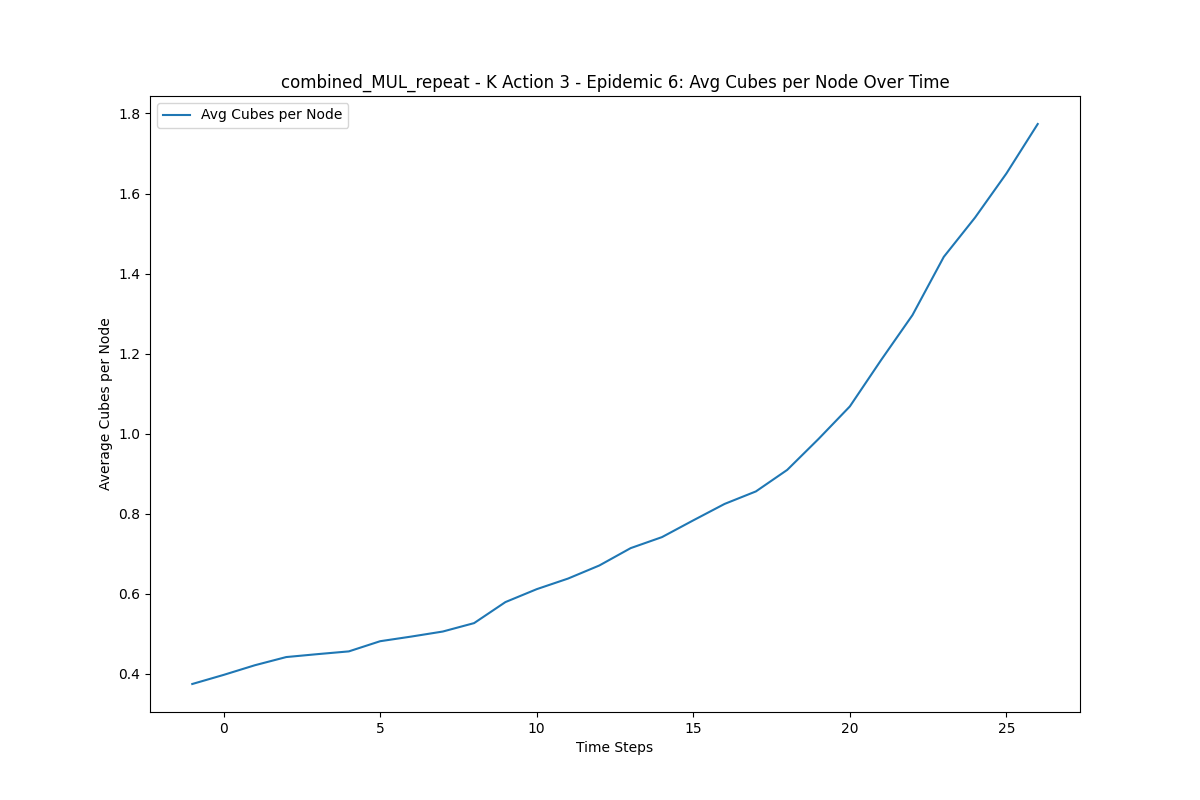 combined_MUL_repeat - K Action 3 - Epidemic 6: Avg Cubes per Node Over Time
Avg Cubes per Node
Average Cubes per Node
1.8
1.6
1.4
1.2
1.0
0.8
0.6
0.4
0 5 10 15 20 25
Time Steps